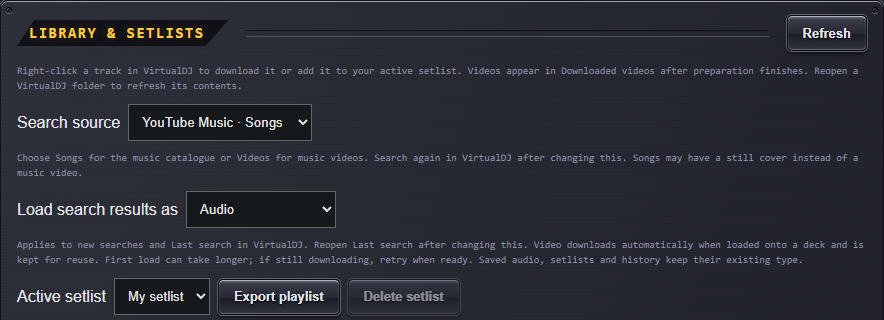 LIBRARY & SETLISTS
Refresh
Right-click a track in VirtualDJ to download it or add it to your active setlist. Videos appear in Downloaded videos after preparation finishes. Reopen a
VirtualDJ folder to refresh its contents.
Search source
YouTube Music · Songs
Choose Songs for the music catalogue or Videos for music videos. Search again in VirtualDJ after changing this. Songs may have a still cover instead of a
music video.
Load search results as
Audio
Applies to new searches and Last search in VirtualDJ. Reopen Last search after changing this. Video downloads automatically when loaded onto a deck and is
kept for reuse. First load can take longer; if still downloading, retry when ready. Saved audio, setlists and history keep their existing type.
Active setlist
My setlist
Export playlist
Delete setlist